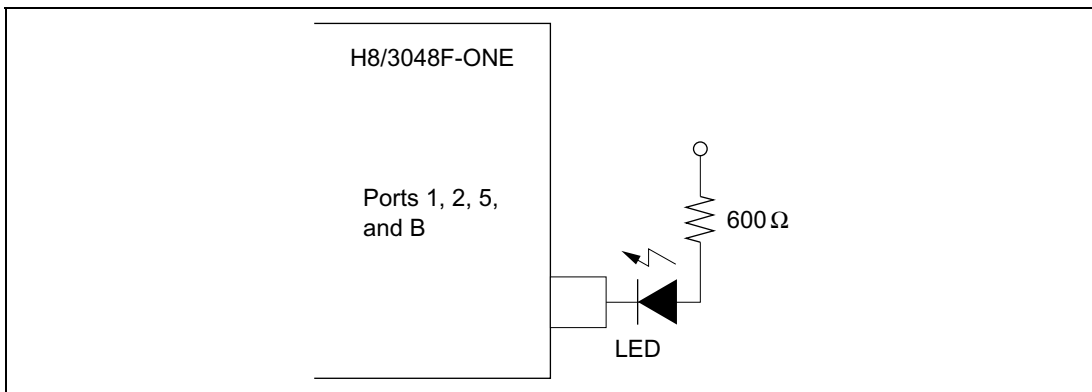 H8/3048F-ONE
Ports 1, 2, 5,
and B
600 Ω
LED